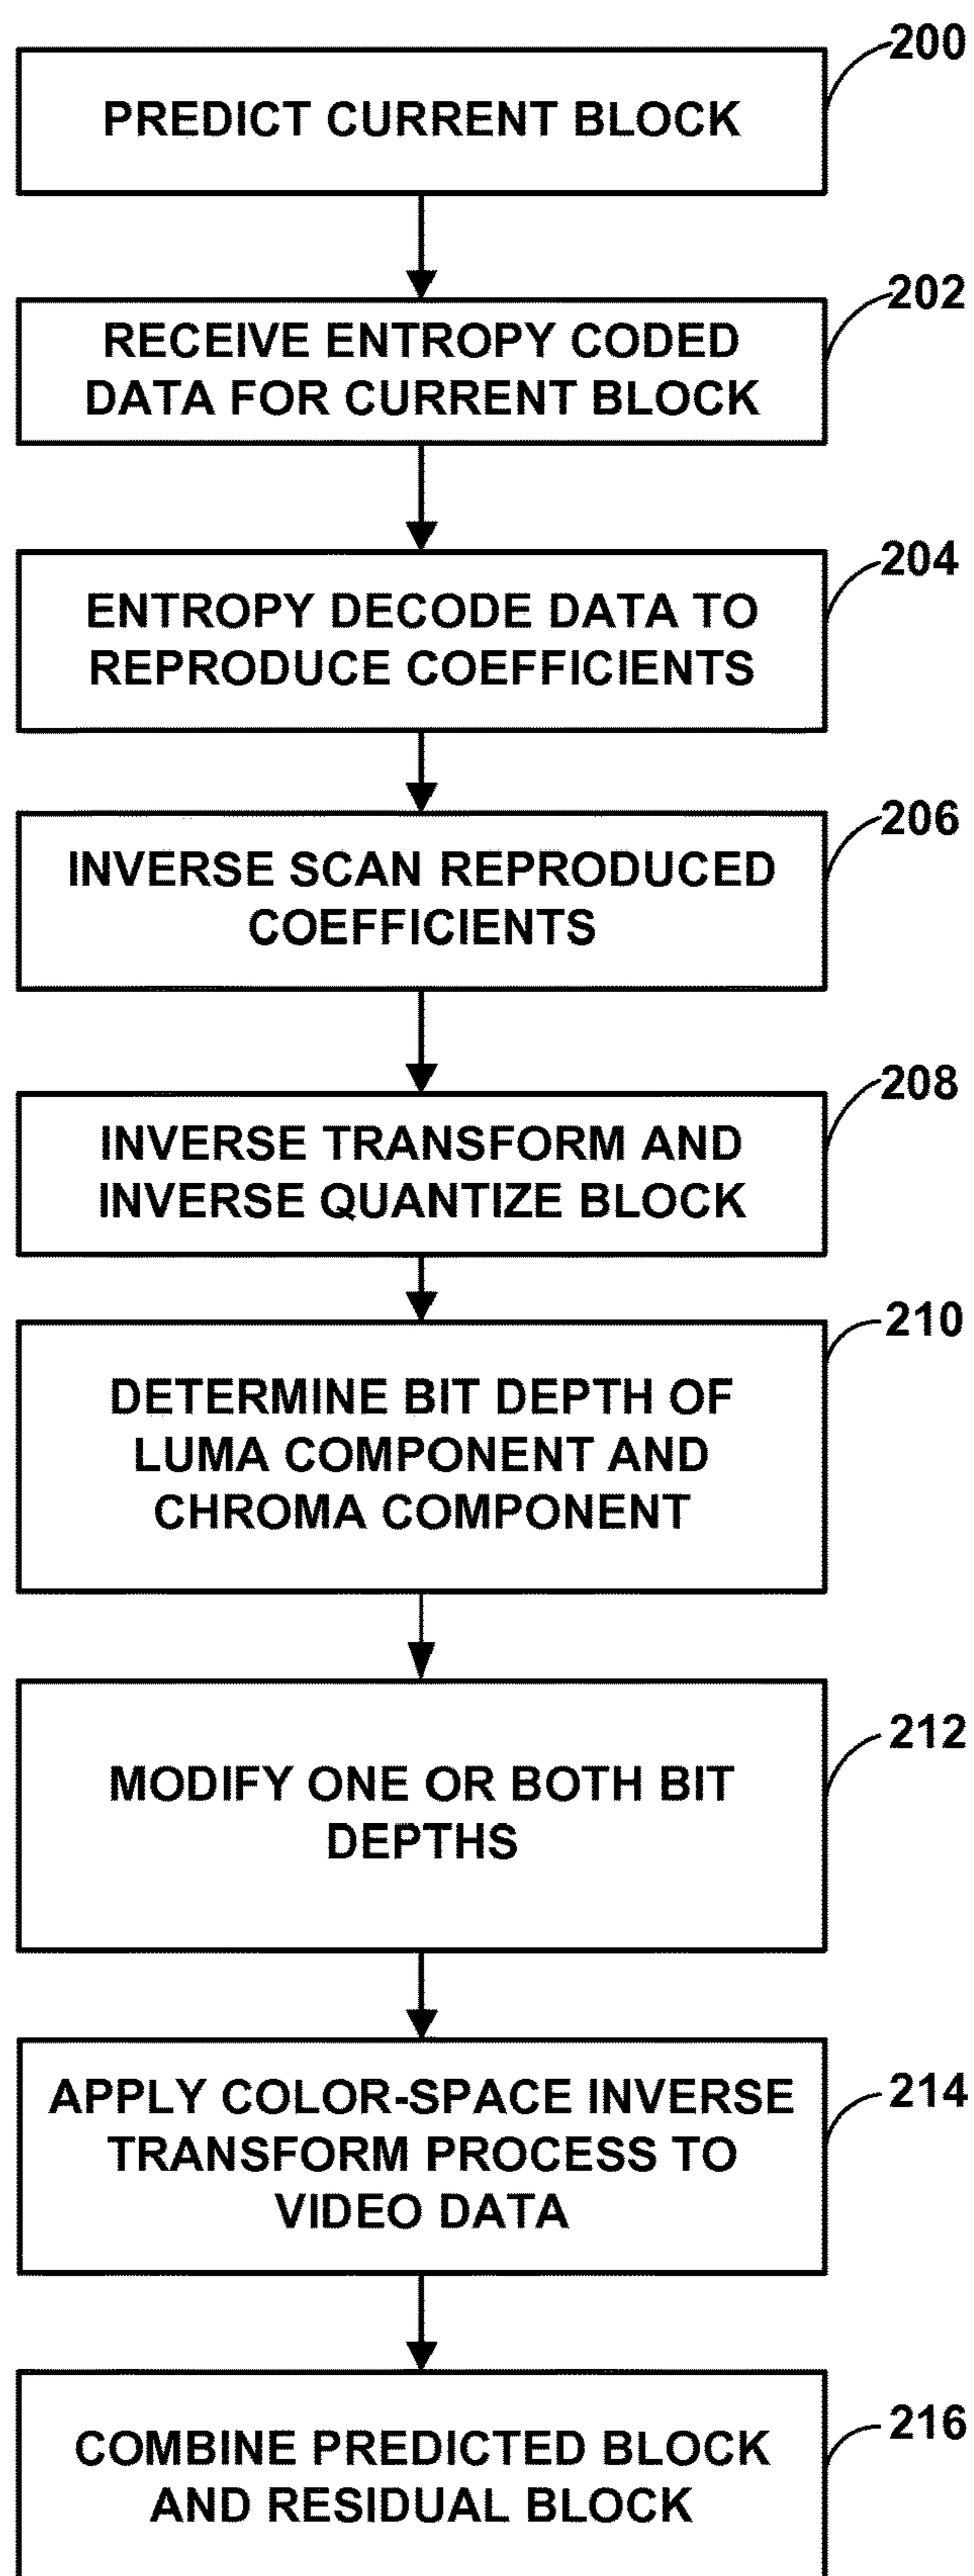 200
PREDICT CURRENT BLOCK
202
RECEIVE ENTROPY CODED
DATA FOR CURRENT BLOCK
204
ENTROPY DECODE DATA TO
REPRODUCE COEFFICIENTS
206
INVERSE SCAN REPRODUCED
COEFFICIENTS
208
INVERSE TRANSFORM AND
INVERSE QUANTIZE BLOCK
210
DETERMINE BIT DEPTH OF
LUMA COMPONENT AND
CHROMA COMPONENT
212
MODIFY ONE OR BOTH BIT
DEPTHS
214
APPLY COLOR-SPACE INVERSE
TRANSFORM PROCESS TO
VIDEO DATA
216
COMBINE PREDICTED BLOCK
AND RESIDUAL BLOCK